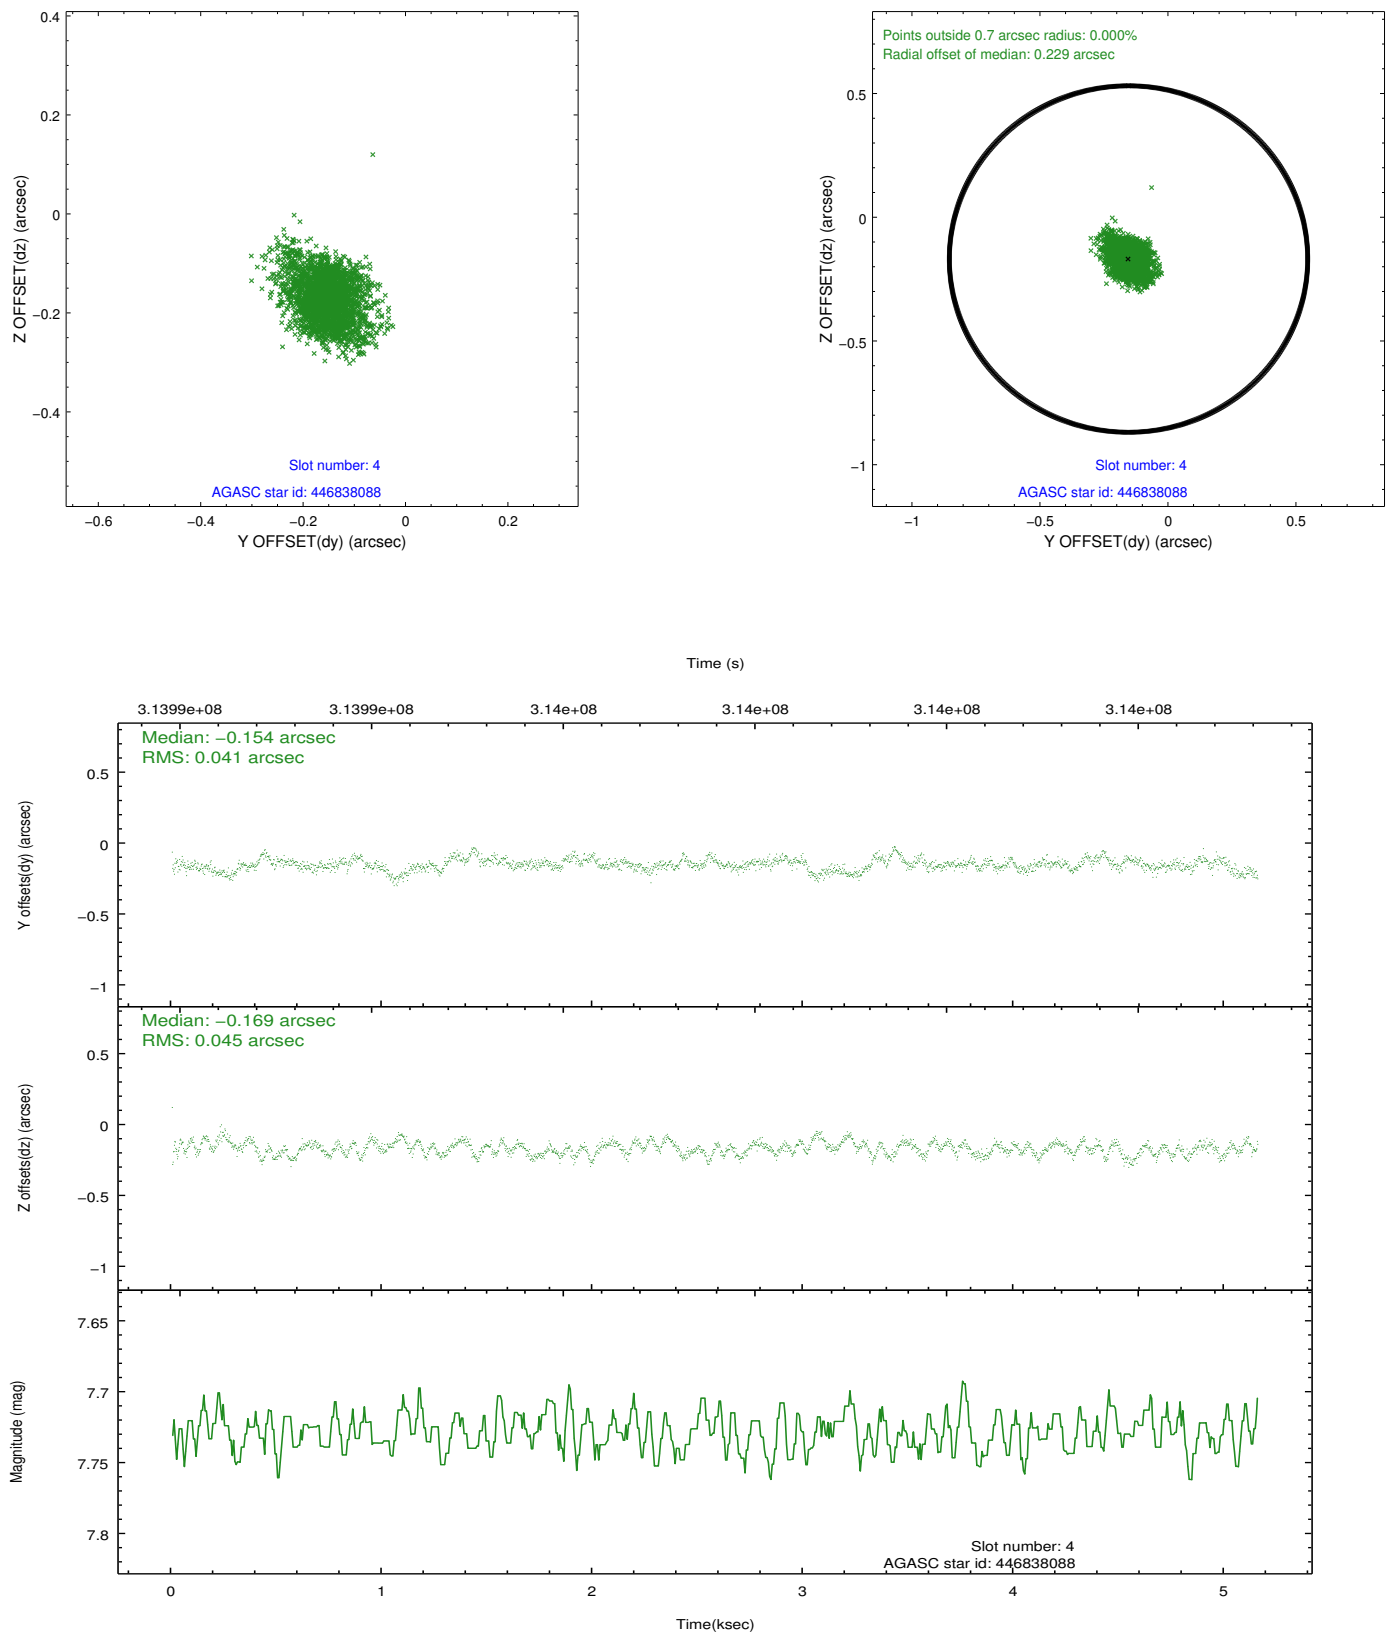 0.4
0.2
0
−0.2
−0.4
Z OFFSET(dz) (arcsec)
Slot number: 4
AGASC star id: 446838088
−0.6
−0.4
−0.2
0
0.2
Y OFFSET(dy) (arcsec)
Points outside 0.7 arcsec radius: 0.000%
Radial offset of median: 0.229 arcsec
0.5
0
−0.5
−1
Z OFFSET(dz) (arcsec)
Slot number: 4
AGASC star id: 446838088
−1
−0.5
0
0.5
Y OFFSET(dy) (arcsec)
Time (s)
3.1399e+08
3.1399e+08
3.14e+08
3.14e+08
3.14e+08
3.14e+08
Median: −0.154 arcsec
RMS: 0.041 arcsec
0.5
0
−0.5
−1
Y offsets(dy) (arcsec)
Median: −0.169 arcsec
RMS: 0.045 arcsec
0.5
0
−0.5
−1
Z offsets(dz) (arcsec)
7.65
7.7
7.75
7.8
Magnitude (mag)
Slot number: 4
AGASC star id: 446838088
0
1
2
3
4
5
Time(ksec)